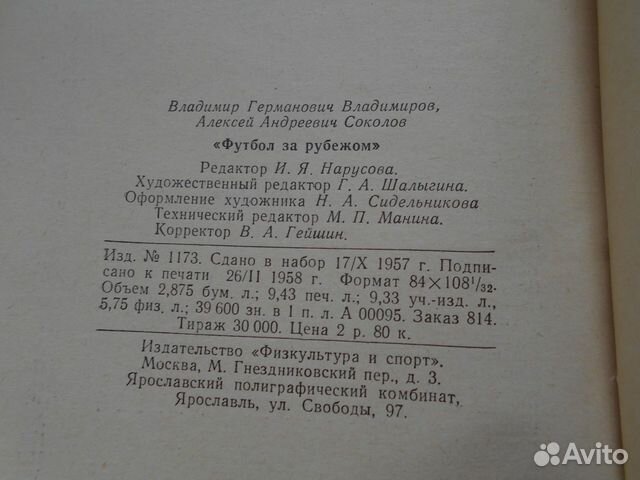 Владимир Германович Владимиров,
Алексей Андреевич Соколов
«Футбол за рубежом»
Редактор И. Я. Нарусова.
Художественный редактор Г. А. Шалыгина.
Оформление художника Н. А. Сидельникова
Технический редактор М. П. Манина.
Корректор В. А. Гейшин.
Изд. № 1173. Сдано в набор 17/X 1957 г. Подпи-
сано к печати 26/II 1958 г. Формат 84×108¹/₃₂.
Объем 2,875 бум. л.; 9,43 печ. л.; 9,33 уч.-изд. л.,
5,75 физ. л.; 39 600 зн. в 1 п. л. А 00095. Заказ 814.
Тираж 30 000. Цена 2 р. 80 к.
Издательство «Физкультура и спорт».
Москва, М. Гнездниковский пер., д. 3.
Ярославский полиграфический комбинат,
Ярославль, ул. Свободы, 97.
Avito